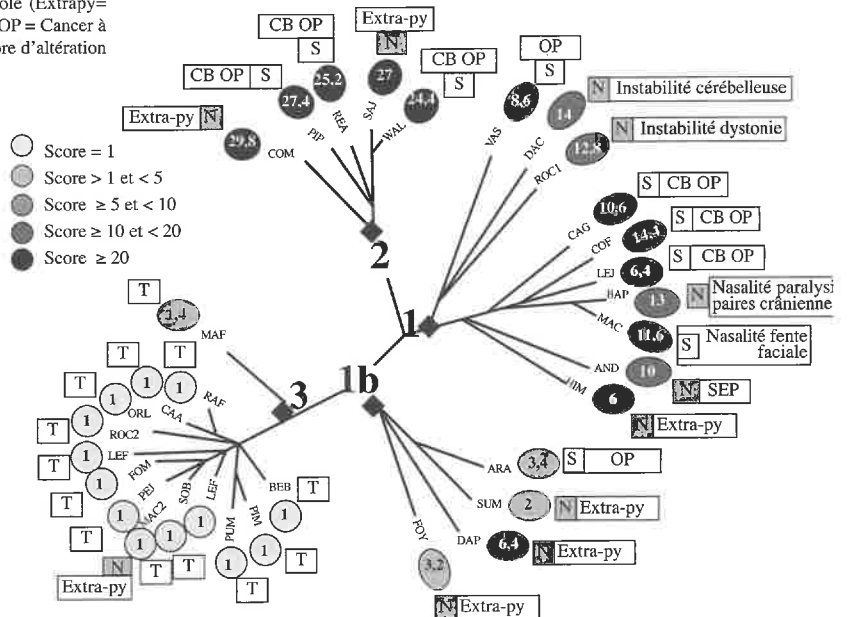 ole (Extrapy=
OP = Cancer à
ore d'altération
Score = 1
Score > 1 et < 5
Score ≥ 5 et < 10
Score ≥ 10 et < 20
Score ≥ 20
Extra-py N
29,8
COM
CB OP S
27,4
PIP
CB OP
S
25,2
REA
Extra-py
N
27
SAJ
CB OP
S
24,4
WAL
2
OP
S
8,6
VAS
N Instabilité cérébelleuse
14
DAC
N Instabilité dystonie
12,8
ROC1
S CB OP
10,6
CAG
S CB OP
14,4
COF
S CB OP
6,4
LEJ
N Nasalité paralysi
paires crânienne
13
BAP
S Nasalité fente
faciale
11,6
MAC
N SEP
10
AND
N Extra-py
6
HIM
1
1b
3
S OP
3,4
ARA
N Extra-py
2
SUM
N Extra-py
6,4
DAP
N Extra-py
3,2
FOY
T
MAF
T
T
1
1
RAF
T
1
ORL
CAA
T
1
ROC2
T
1
LEF
T
1
FOM
PEJ
1
MAC2
SOB
LEF
T
1
1
1
N
Extra-py
T
T
PUM
1
T
PIM
1
T
BEB
1
T